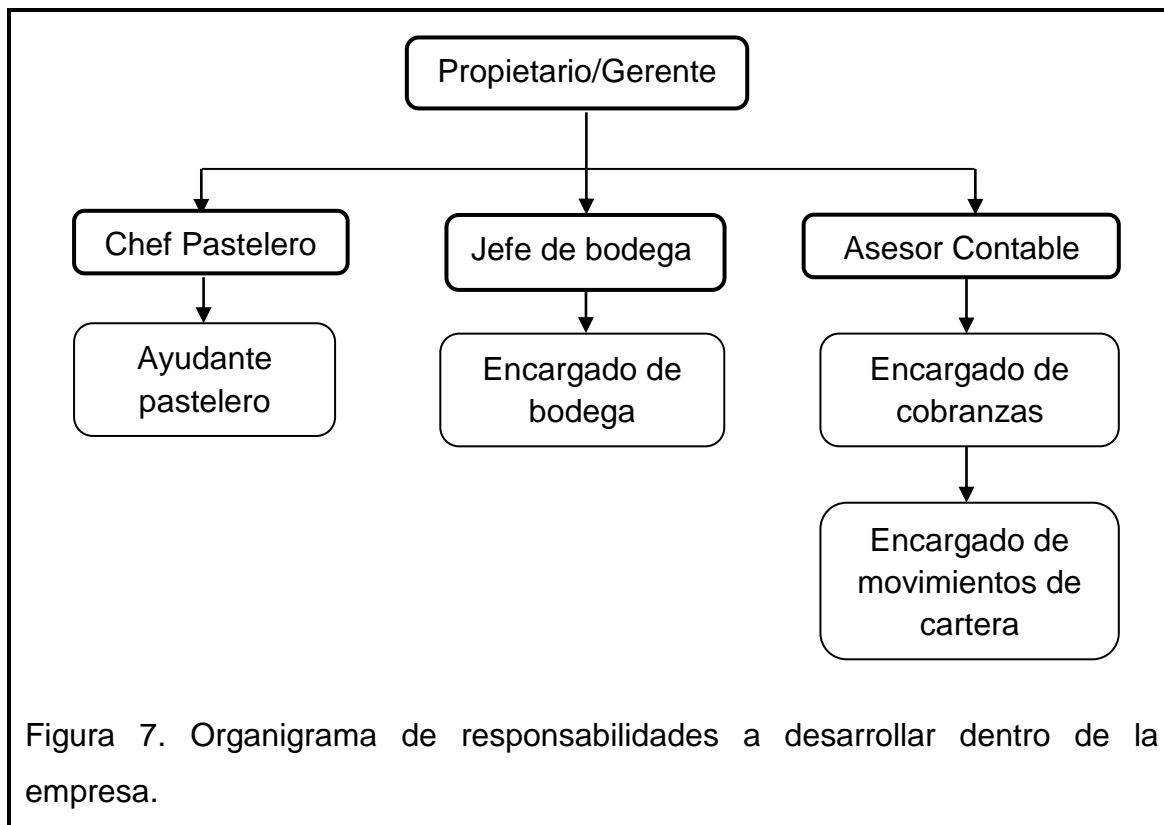 Propietario/Gerente
Chef Pastelero
Jefe de bodega
Asesor Contable
Ayudante
pastelero
Encargado de
bodega
Encargado de
cobranzas
Encargado de
movimientos de
cartera
Figura 7. Organigrama de responsabilidades a desarrollar dentro de la
empresa.